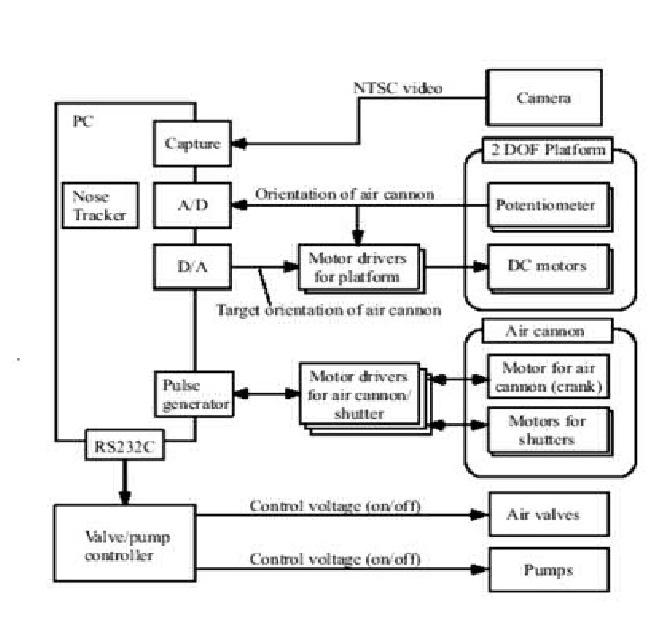 NTSC video
Camera
PC
Capture
2 DOF Platform
Nose
Tracker
A/D
Orientation of air cannon
Potentiometer
D/A
Motor drivers
for platform
DC motors
Target orientation of air cannon
Air cannon
Pulse
generator
Motor drivers
for air cannon/
shutter
Motor for air
cannon (crank)
Motors for
shutters
RS232C
Valve/pump
controller
Control voltage (on/off)
Air valves
Control voltage (on/off)
Pumps